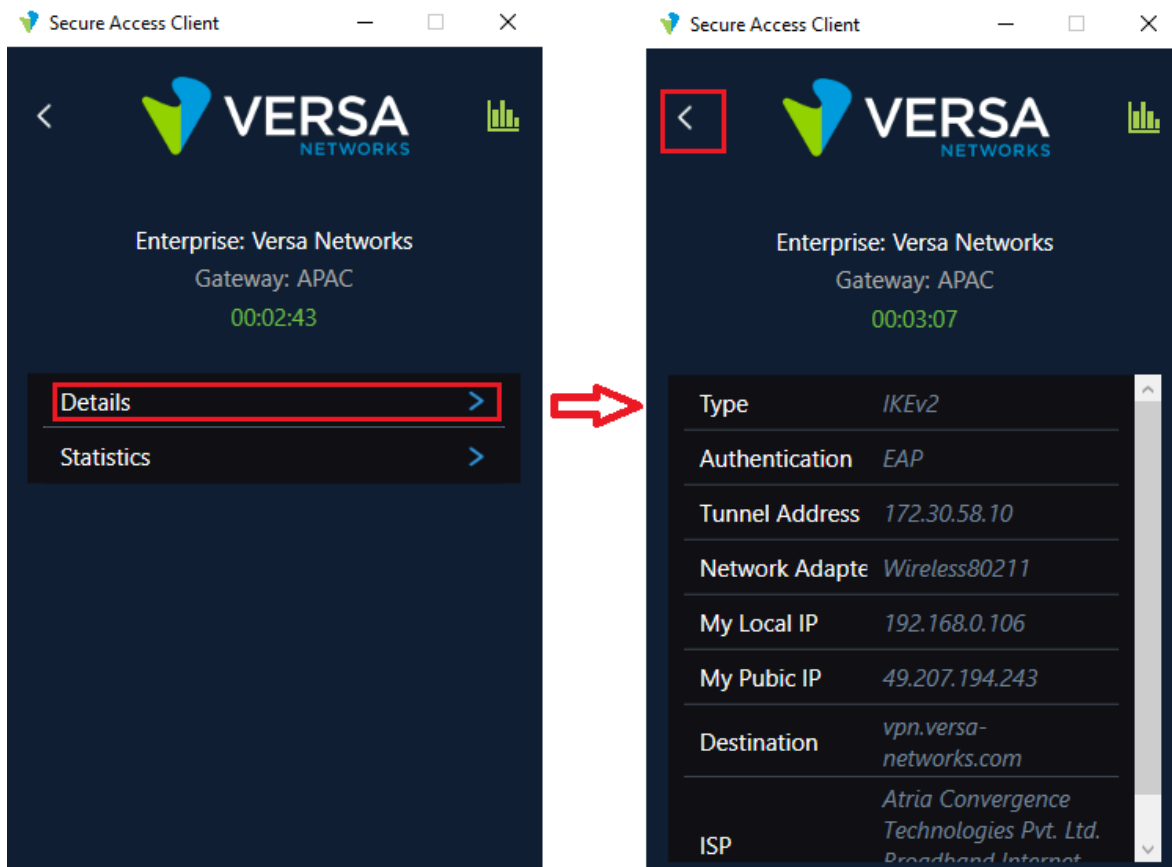 Secure Access Client
VERSA
NETWORKS
Enterprise: Versa Networks
Gateway: APAC
00:02:43
Details
Statistics
Secure Access Client
VERSA
NETWORKS
Enterprise: Versa Networks
Gateway: APAC
00:03:07
Type IKEv2
Authentication EAP
Tunnel Address 172.30.58.10
Network Adapte Wireless80211
My Local IP 192.168.0.106
My Pubic IP 49.207.194.243
Destination vpn.versa-
networks.com
Atria Convergence
Technologies Pvt. Ltd.
ISP Broadband Internet